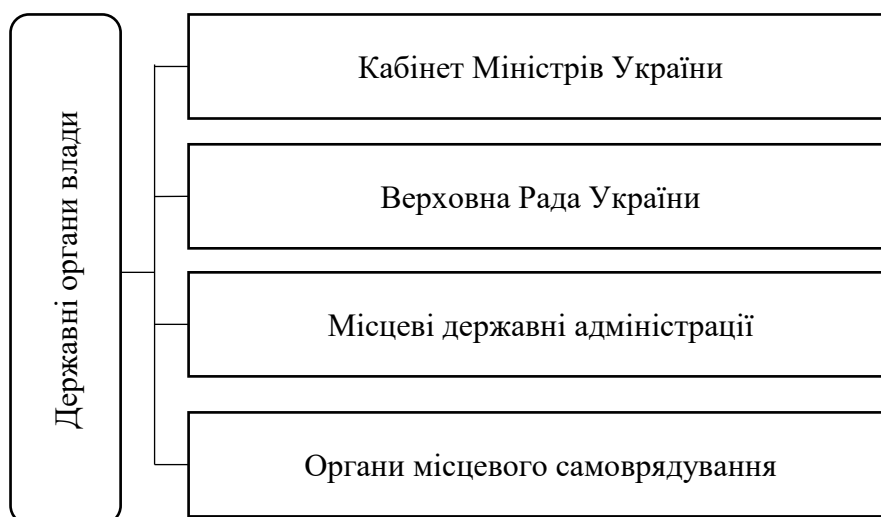 Державні органи влади
Кабінет Міністрів України
Верховна Рада України
Місцеві державні адміністрації
Органи місцевого самоврядування